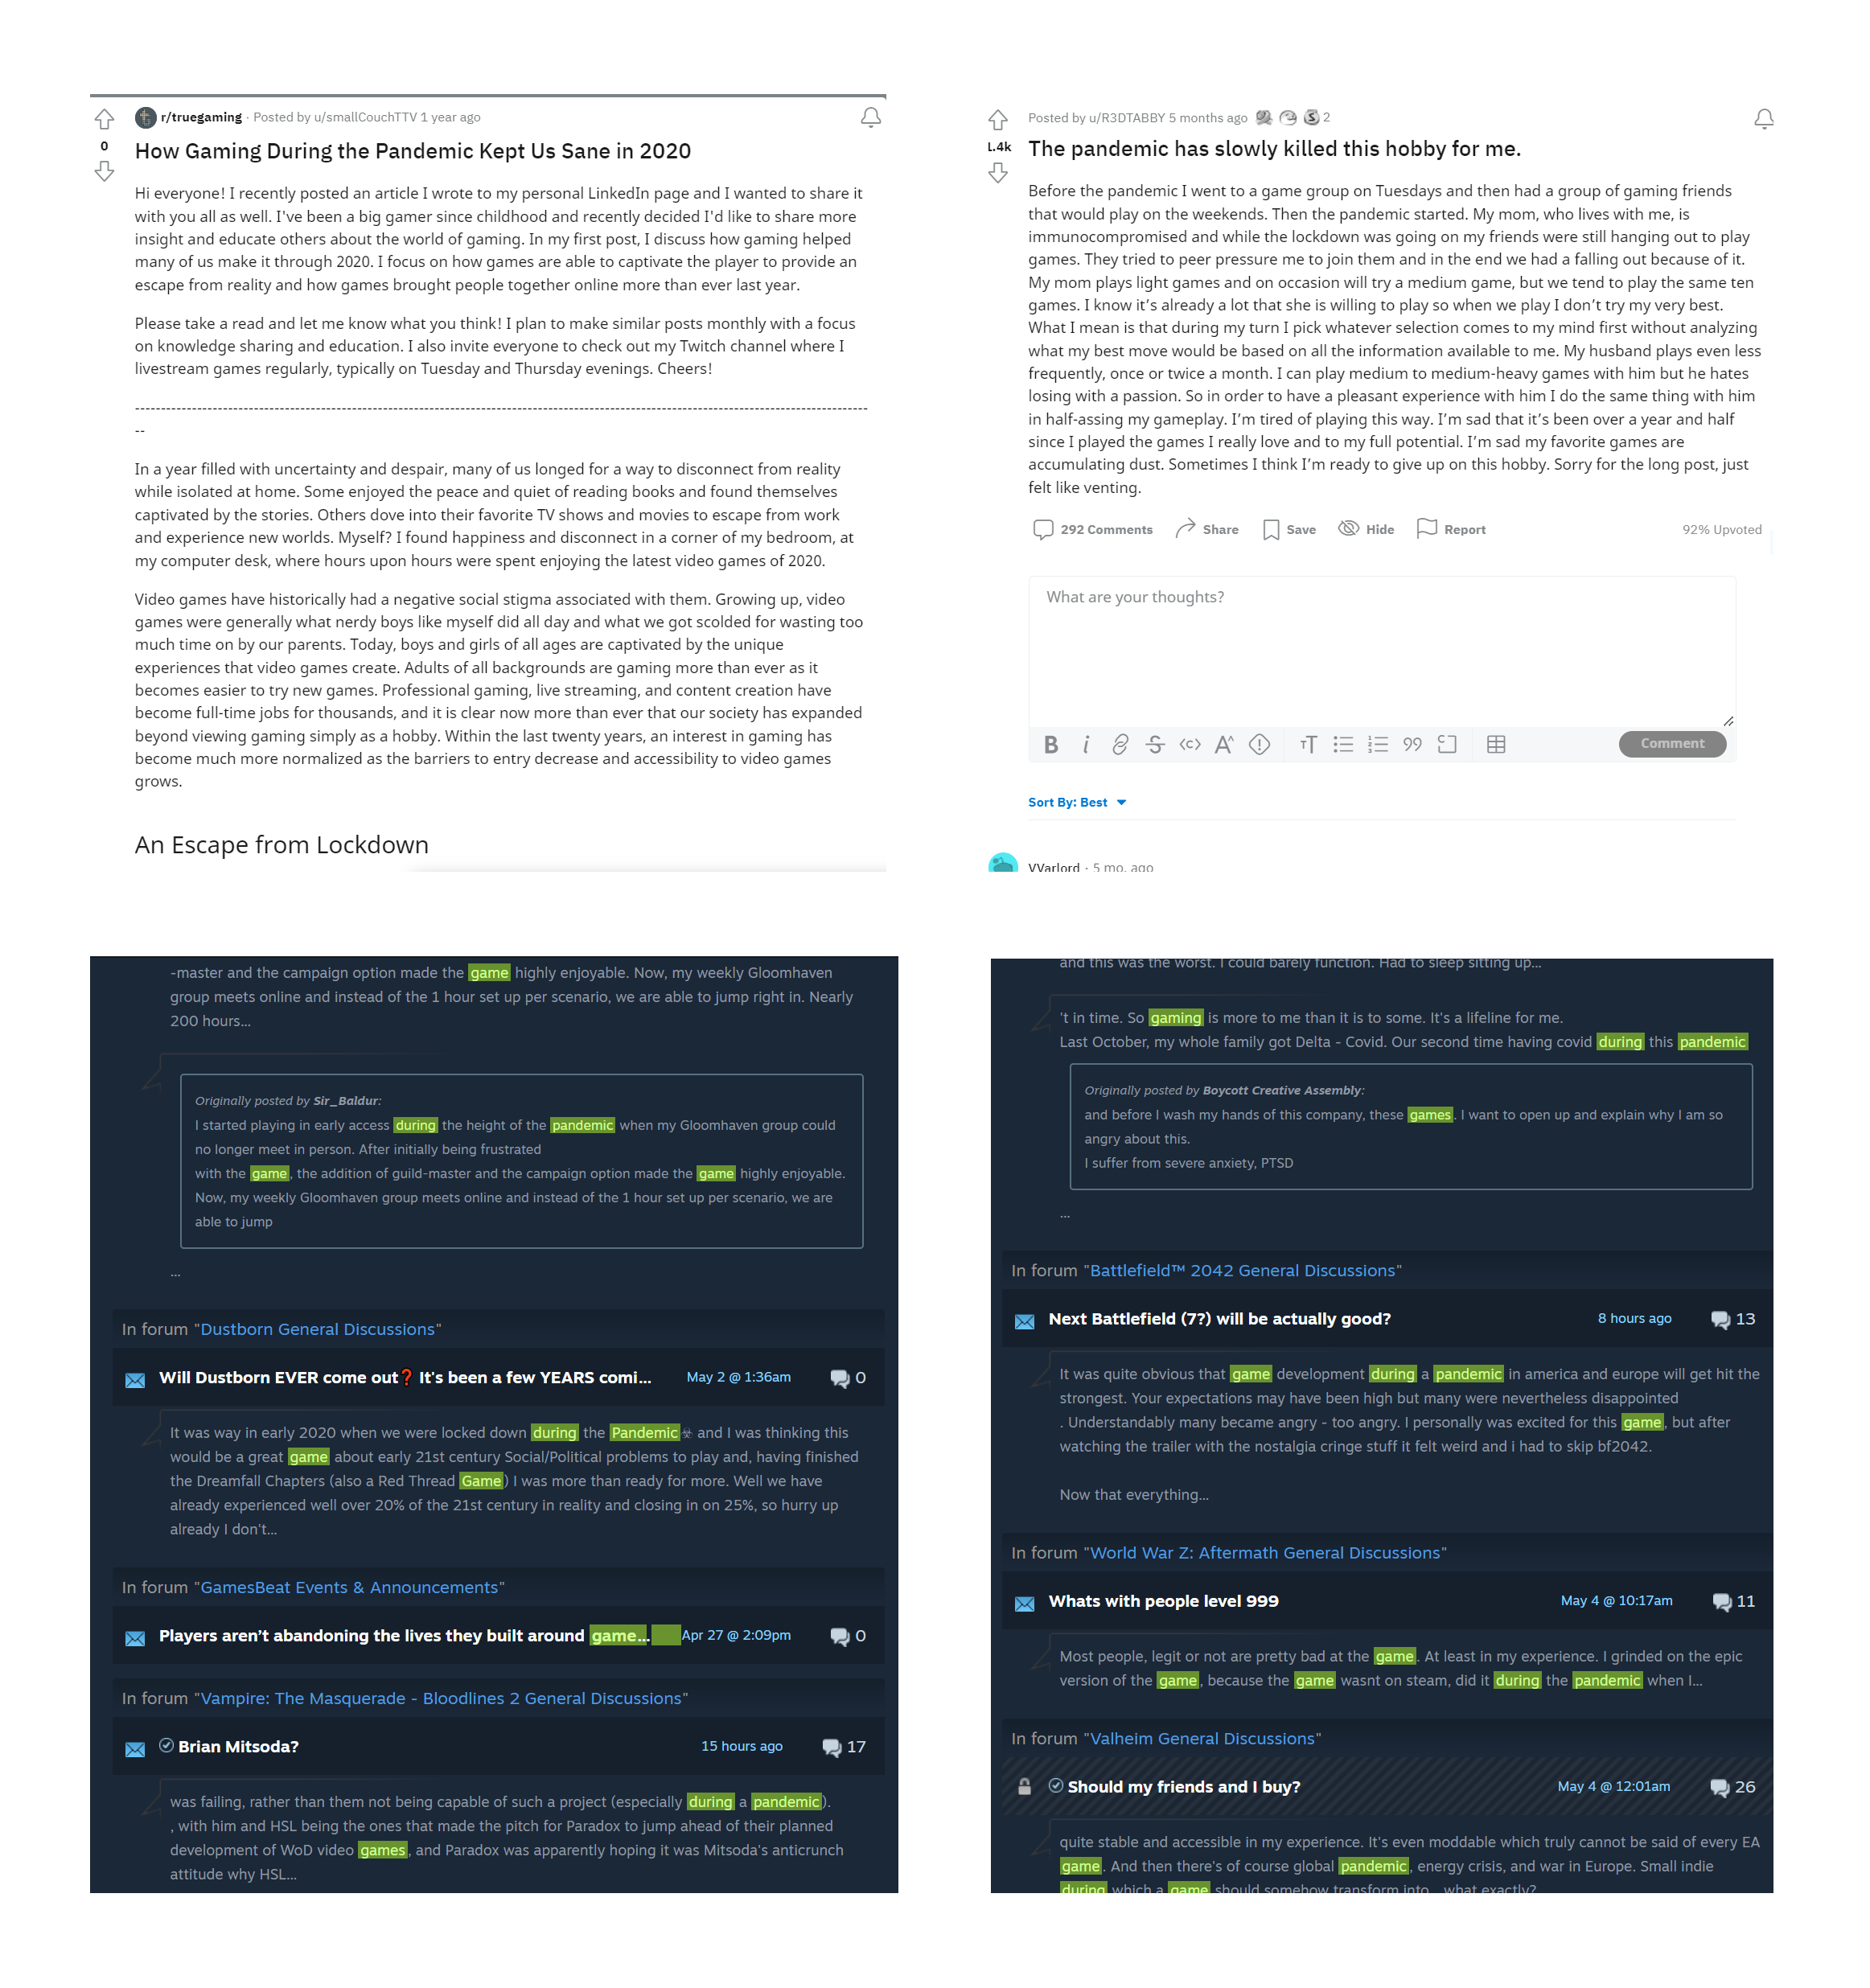 r/truegaming · Posted by u/smallCouchTTV 1 year ago
0
How Gaming During the Pandemic Kept Us Sane in 2020
Hi everyone! I recently posted an article I wrote to my personal LinkedIn page and I wanted to share it
with you all as well. I've been a big gamer since childhood and recently decided I'd like to share more
insight and educate others about the world of gaming. In my first post, I discuss how gaming helped
many of us make it through 2020. I focus on how games are able to captivate the player to provide an
escape from reality and how games brought people together online more than ever last year.
Please take a read and let me know what you think! I plan to make similar posts monthly with a focus
on knowledge sharing and education. I also invite everyone to check out my Twitch channel where I
livestream games regularly, typically on Tuesday and Thursday evenings. Cheers!
In a year filled with uncertainty and despair, many of us longed for a way to disconnect from reality
while isolated at home. Some enjoyed the peace and quiet of reading books and found themselves
captivated by the stories. Others dove into their favorite TV shows and movies to escape from work
and experience new worlds. Myself? I found happiness and disconnect in a corner of my bedroom, at
my computer desk, where hours upon hours were spent enjoying the latest video games of 2020.
Video games have historically had a negative social stigma associated with them. Growing up, video
games were generally what nerdy boys like myself did all day and what we got scolded for wasting too
much time on by our parents. Today, boys and girls of all ages are captivated by the unique
experiences that video games create. Adults of all backgrounds are gaming more than ever as it
becomes easier to try new games. Professional gaming, live streaming, and content creation have
become full-time jobs for thousands, and it is clear now more than ever that our society has expanded
beyond viewing gaming simply as a hobby. Within the last twenty years, an interest in gaming has
become much more normalized as the barriers to entry decrease and accessibility to video games
grows.
An Escape from Lockdown
Posted by u/R3DTABBY 5 months ago 2
1.4k
The pandemic has slowly killed this hobby for me.
Before the pandemic I went to a game group on Tuesdays and then had a group of gaming friends
that would play on the weekends. Then the pandemic started. My mom, who lives with me, is
immunocompromised and while the lockdown was going on my friends were still hanging out to play
games. They tried to peer pressure me to join them and in the end we had a falling out because of it.
My mom plays light games and on occasion will try a medium game, but we tend to play the same ten
games. I know it's already a lot that she is willing to play so when we play I don't try my very best.
What I mean is that during my turn I pick whatever selection comes to my mind first without analyzing
what my best move would be based on all the information available to me. My husband plays even less
frequently, once or twice a month. I can play medium to medium-heavy games with him but he hates
losing with a passion. So in order to have a pleasant experience with him I do the same thing with him
in half-assing my gameplay. I'm tired of playing this way. I'm sad that it's been over a year and half
since I played the games I really love and to my full potential. I'm sad my favorite games are
accumulating dust. Sometimes I think I'm ready to give up on this hobby. Sorry for the long post, just
felt like venting.
292 Comments Share Save Hide Report 92% Upvoted
What are your thoughts?
Comment
Sort By: Best
VVarlord · 5 mo. ago
-master and the campaign option made the game highly enjoyable. Now, my weekly Gloomhaven
group meets online and instead of the 1 hour set up per scenario, we are able to jump right in. Nearly
200 hours...
Originally posted by Sir_Baldur:
I started playing in early access during the height of the pandemic when my Gloomhaven group could
no longer meet in person. After initially being frustrated
with the game, the addition of guild-master and the campaign option made the game highly enjoyable.
Now, my weekly Gloomhaven group meets online and instead of the 1 hour set up per scenario, we are
able to jump
...
In forum "Dustborn General Discussions"
Will Dustborn EVER come out❓ It's been a few YEARS comi... May 2 @ 1:36am 0
It was way in early 2020 when we were locked down during the Pandemic☣ and I was thinking this
would be a great game about early 21st century Social/Political problems to play and, having finished
the Dreamfall Chapters (also a Red Thread Game) I was more than ready for more. Well we have
already experienced well over 20% of the 21st century in reality and closing in on 25%, so hurry up
already I don't...
In forum "GamesBeat Events & Announcements"
Players aren't abandoning the lives they built around game... Apr 27 @ 2:09pm 0
In forum "Vampire: The Masquerade - Bloodlines 2 General Discussions"
Brian Mitsoda? 15 hours ago 17
was failing, rather than them not being capable of such a project (especially during a pandemic).
, with him and HSL being the ones that made the pitch for Paradox to jump ahead of their planned
development of WoD video games, and Paradox was apparently hoping it was Mitsoda's anticrunch
attitude why HSL...
and this was the worst. I could barely function. Had to sleep sitting up...
't in time. So gaming is more to me than it is to some. It's a lifeline for me.
Last October, my whole family got Delta - Covid. Our second time having covid during this pandemic
Originally posted by Boycott Creative Assembly:
and before I wash my hands of this company, these games. I want to open up and explain why I am so
angry about this.
I suffer from severe anxiety, PTSD
...
In forum "Battlefield™ 2042 General Discussions"
Next Battlefield (7?) will be actually good? 8 hours ago 13
It was quite obvious that game development during a pandemic in america and europe will get hit the
strongest. Your expectations may have been high but many were nevertheless disappointed
. Understandably many became angry - too angry. I personally was excited for this game, but after
watching the trailer with the nostalgia cringe stuff it felt weird and i had to skip bf2042.
Now that everything...
In forum "World War Z: Aftermath General Discussions"
Whats with people level 999 May 4 @ 10:17am 11
Most people, legit or not are pretty bad at the game. At least in my experience. I grinded on the epic
version of the game, because the game wasnt on steam, did it during the pandemic when I...
In forum "Valheim General Discussions"
Should my friends and I buy? May 4 @ 12:01am 26
quite stable and accessible in my experience. It's even moddable which truly cannot be said of every EA
game. And then there's of course global pandemic, energy crisis, and war in Europe. Small indie
during which a game should somehow transform into... what exactly?